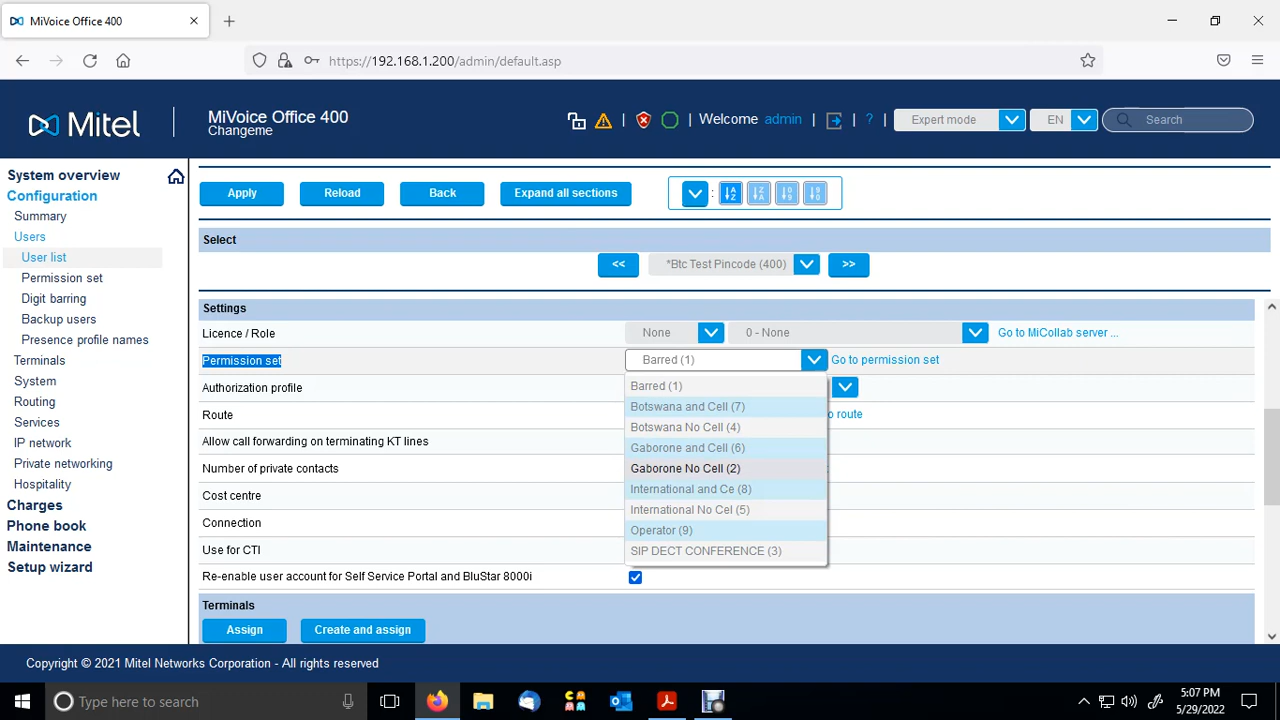 MiVoice Office 400
https://192.168.1.200/admin/default.asp
Mitel
MiVoice Office 400
Changeme
Welcome admin
?
Expert mode
EN
Search
System overview
Configuration
Summary
Users
User list
Permission set
Digit barring
Backup users
Presence profile names
Terminals
System
Routing
Services
IP network
Private networking
Hospitality
Charges
Phone book
Maintenance
Setup wizard
Apply
Reload
Back
Expand all sections
:
A Z
Z A
0 9
9 0
Select
<<
*Btc Test Pincode (400)
>>
Settings
Licence / Role
None
0 - None
Go to MiCollab server ...
Permission set
Barred (1)
Go to permission set
Barred (1)
Botswana and Cell (7)
Botswana No Cell (4)
Gaborone and Cell (6)
Gaborone No Cell (2)
International and Ce (8)
International No Cel (5)
Operator (9)
SIP DECT CONFERENCE (3)
Authorization profile
Route
o route
Allow call forwarding on terminating KT lines
Number of private contacts
Cost centre
Connection
Use for CTI
Re-enable user account for Self Service Portal and BluStar 8000i
Terminals
Assign
Create and assign
Copyright © 2021 Mitel Networks Corporation - All rights reserved
Type here to search
5:07 PM
5/29/2022